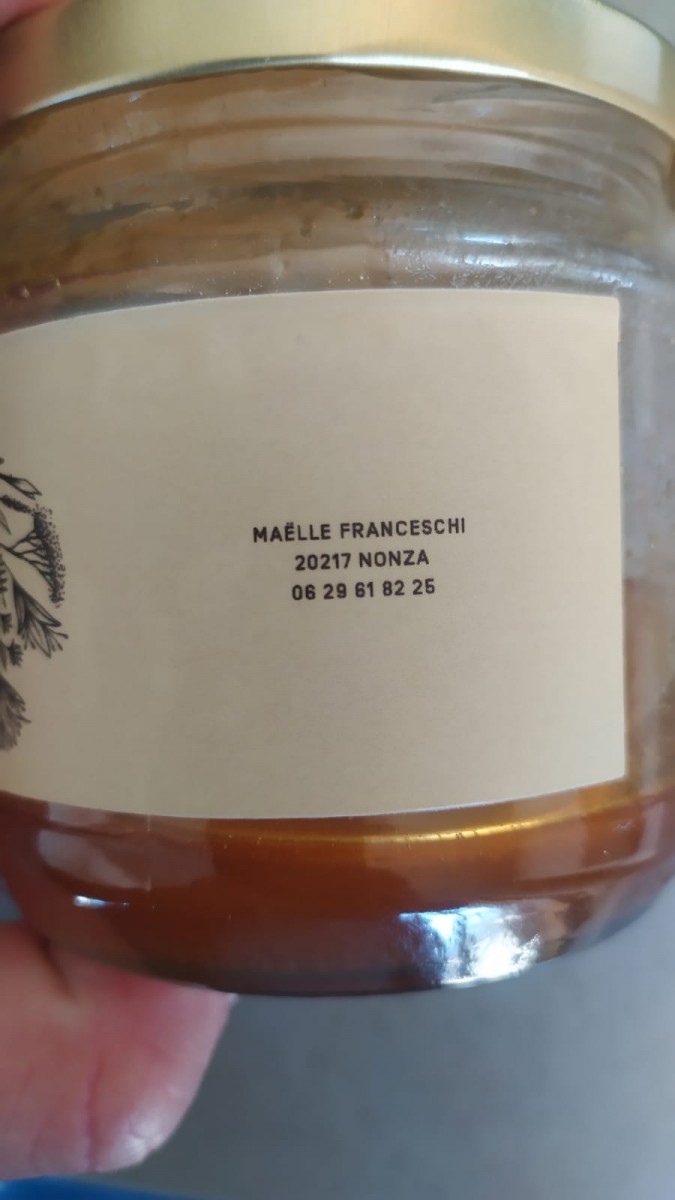 MAËLLE FRANCESCHI
20217 NONZA
06 29 61 82 25